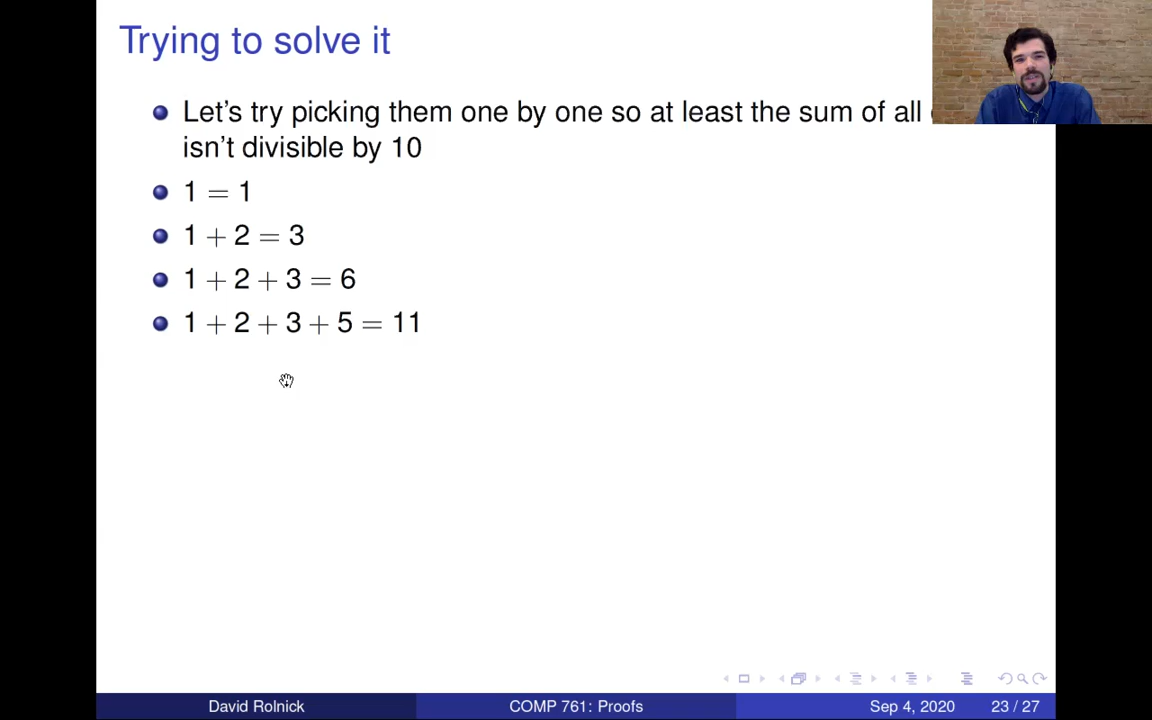 Trying to solve it
Let's try picking them one by one so at least the sum of all
isn't divisible by 10
1 = 1
1 + 2 = 3
1 + 2 + 3 = 6
1 + 2 + 3 + 5 = 11
David Rolnick COMP 761: Proofs Sep 4, 2020 23 / 27